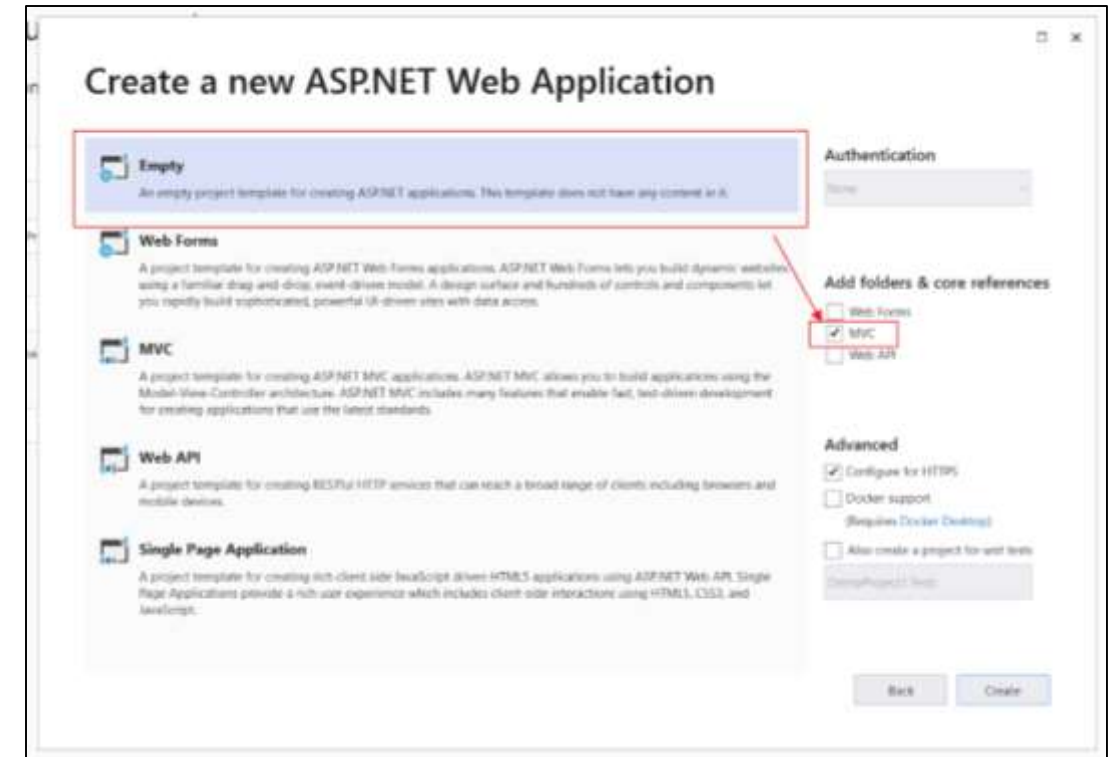 Create a new ASP.NET Web Application
Empty
An empty project template for creating ASP.NET applications. This template does not have any content in it.
Web Forms
A project template for creating ASP.NET Web Forms applications. ASP.NET Web Forms lets you build dynamic websites
using a familiar drag-and-drop, event-driven model. A design surface and hundreds of controls and components let
you rapidly build sophisticated, powerful UI-driven sites with data access.
MVC
A project template for creating ASP.NET MVC applications. ASP.NET MVC allows you to build applications using the
Model-View-Controller architecture. ASP.NET MVC includes many features that enable fast, test-driven development
for creating applications that use the latest standards.
Web API
A project template for creating RESTful HTTP services that can reach a broad range of clients including browsers and
mobile devices.
Single Page Application
A project template for creating rich client side JavaScript driven HTML5 applications using ASP.NET Web API. Single
Page Applications provide a rich user experience which includes client-side interactions using HTML5, CSS3, and
JavaScript.
Authentication
None
Add folders & core references
Web Forms
MVC
Web API
Advanced
Configure for HTTPS
Docker support
(Requires Docker Desktop)
Also create a project for unit tests
Back
Create